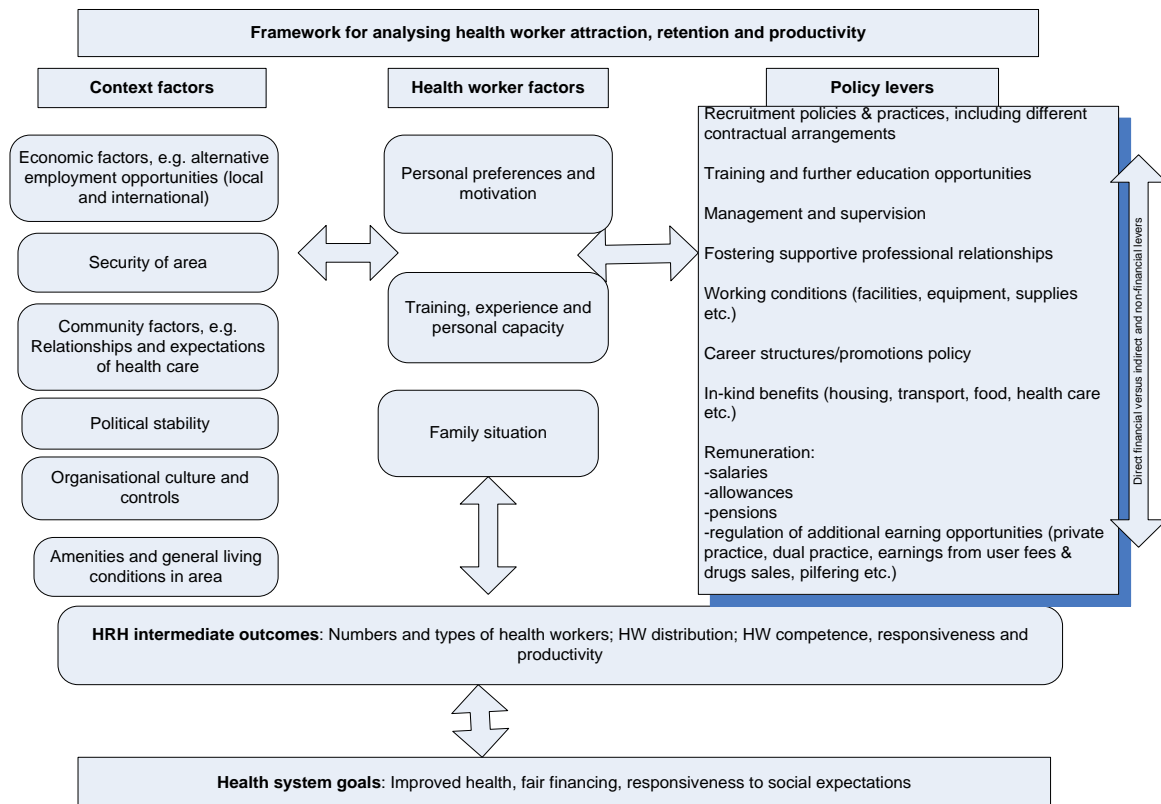 Framework for analysing health worker attraction, retention and productivity
Context factors
Economic factors, e.g. alternative
employment opportunities (local
and international)
Security of area
Community factors, e.g.
Relationships and expectations
of health care
Political stability
Organisational culture and
controls
Amenities and general living
conditions in area
Health worker factors
Personal preferences and
motivation
Training, experience and
personal capacity
Family situation
Policy levers
Recruitment policies & practices, including different
contractual arrangements
Training and further education opportunities
Management and supervision
Fostering supportive professional relationships
Working conditions (facilities, equipment, supplies
etc.)
Career structures/promotions policy
In-kind benefits (housing, transport, food, health care
etc.)
Remuneration:
-salaries
-allowances
-pensions
-regulation of additional earning opportunities (private
practice, dual practice, earnings from user fees &
drugs sales, pilfering etc.)
Direct financial versus indirect and non-financial levers
HRH intermediate outcomes: Numbers and types of health workers; HW distribution; HW competence, responsiveness and
productivity
Health system goals: Improved health, fair financing, responsiveness to social expectations